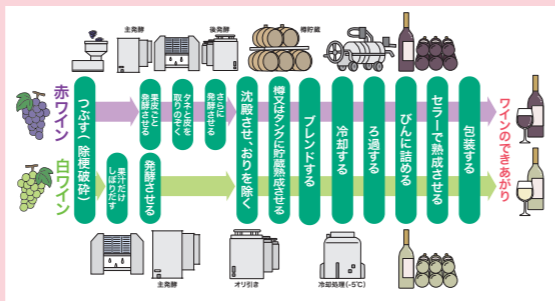 主発酵
後発酵
樽貯蔵
赤ワイン
白ワイン
つぶす(除梗破砕)
果皮ごと
発酵させる
タネと皮を
取りのぞく
さらに
発酵させる
果汁だけ
しぼりだす
発酵させる
沈殿させ、おりを除く
樽又はタンクに貯蔵熟成させる
ブレンドする
冷却する
ろ過する
びんに詰める
セラーで熟成させる
包装する
ワインのできあがり
主発酵
オリ引き
冷却処理(-5℃)